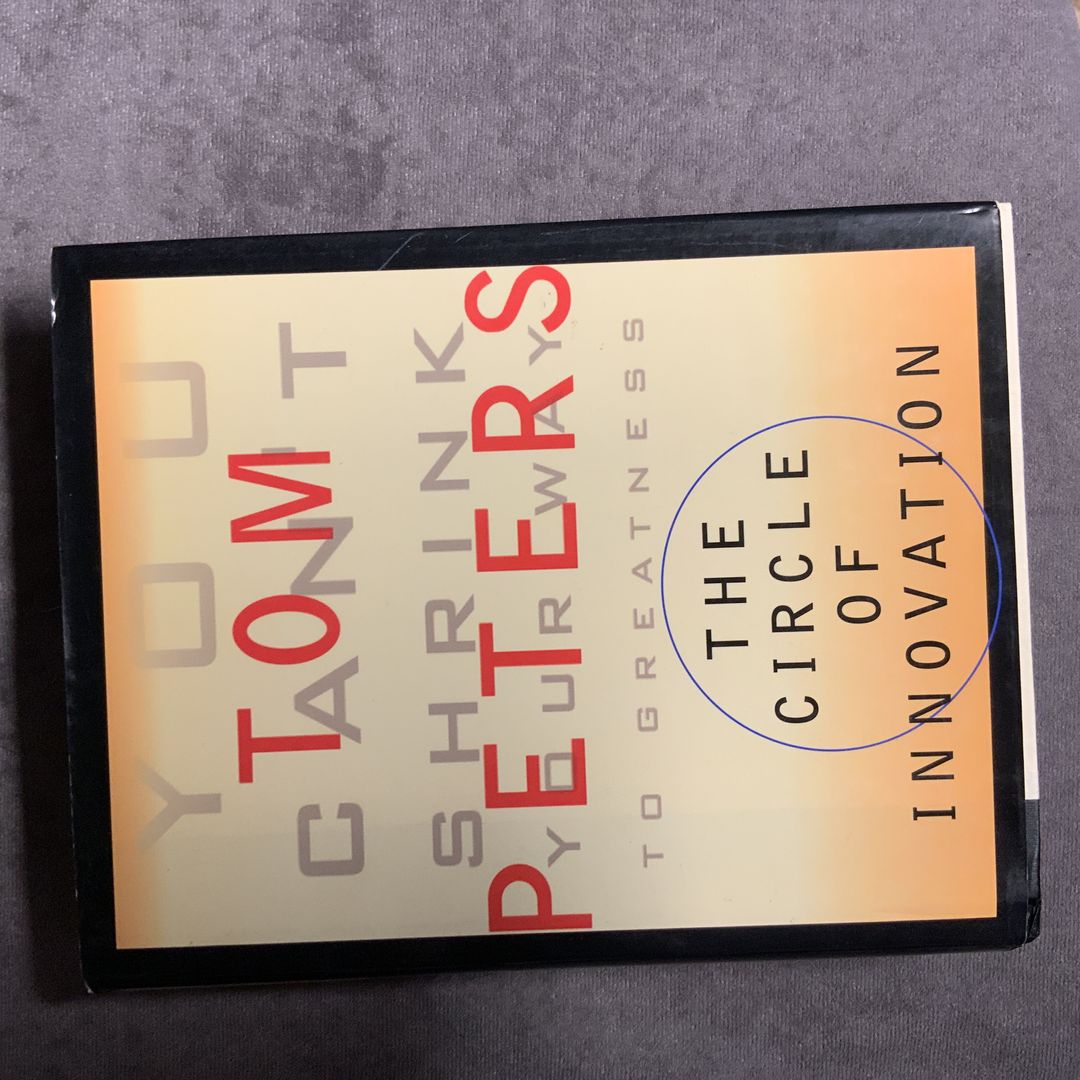 YOU
CAN'T
TOM
SHRINK
PETERS
YOUR WAY
TO GREATNESS
THE
CIRCLE
OF
INNOVATION